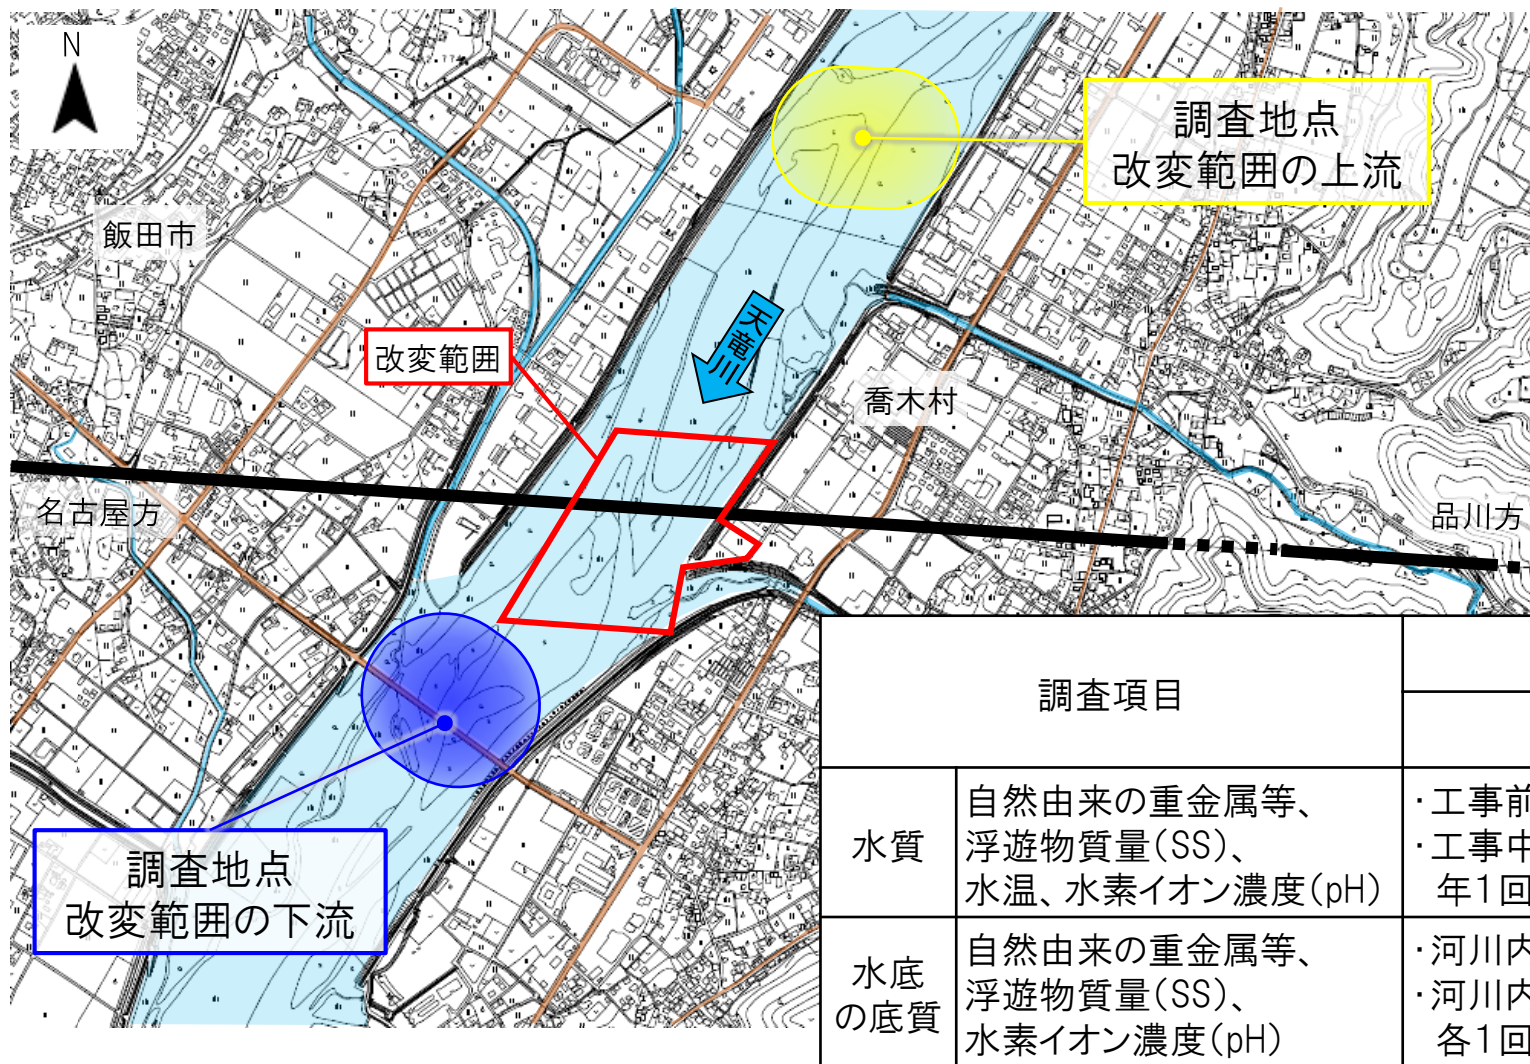 N
調査地点
改変範囲の上流
飯田市
天竜川
改変範囲
喬木村
名古屋方
品川方
調査地点
改変範囲の下流
調査項目
水質
自然由来の重金属等、
浮遊物質量(SS)、
水温、水素イオン濃度(pH)
・工事前
・工事中
年1回
水底
の底質
自然由来の重金属等、
浮遊物質量(SS)、
水素イオン濃度(pH)
・河川内
・河川内
各1回